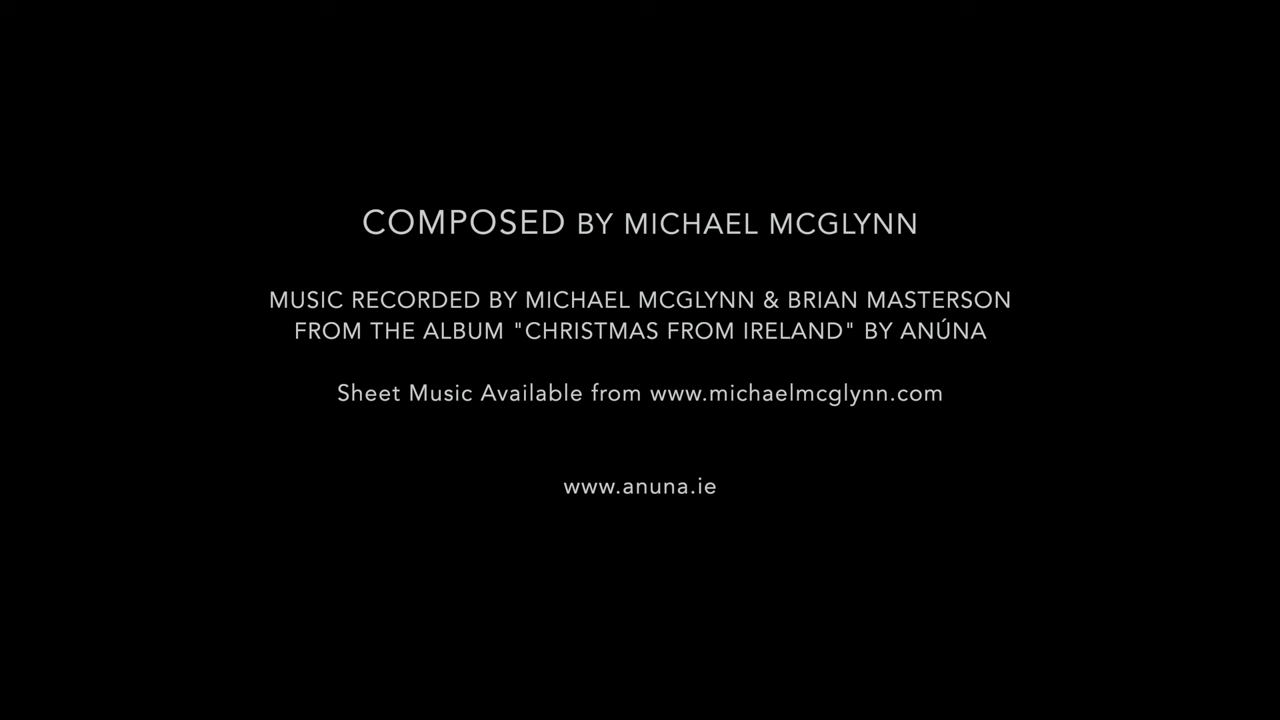 COMPOSED BY MICHAEL MCGLYNN
MUSIC RECORDED BY MICHAEL MCGLYNN & BRIAN MASTERSON
FROM THE ALBUM "CHRISTMAS FROM IRELAND" BY ANÚNA
Sheet Music Available from www.michaelmcglynn.com
www.anuna.ie